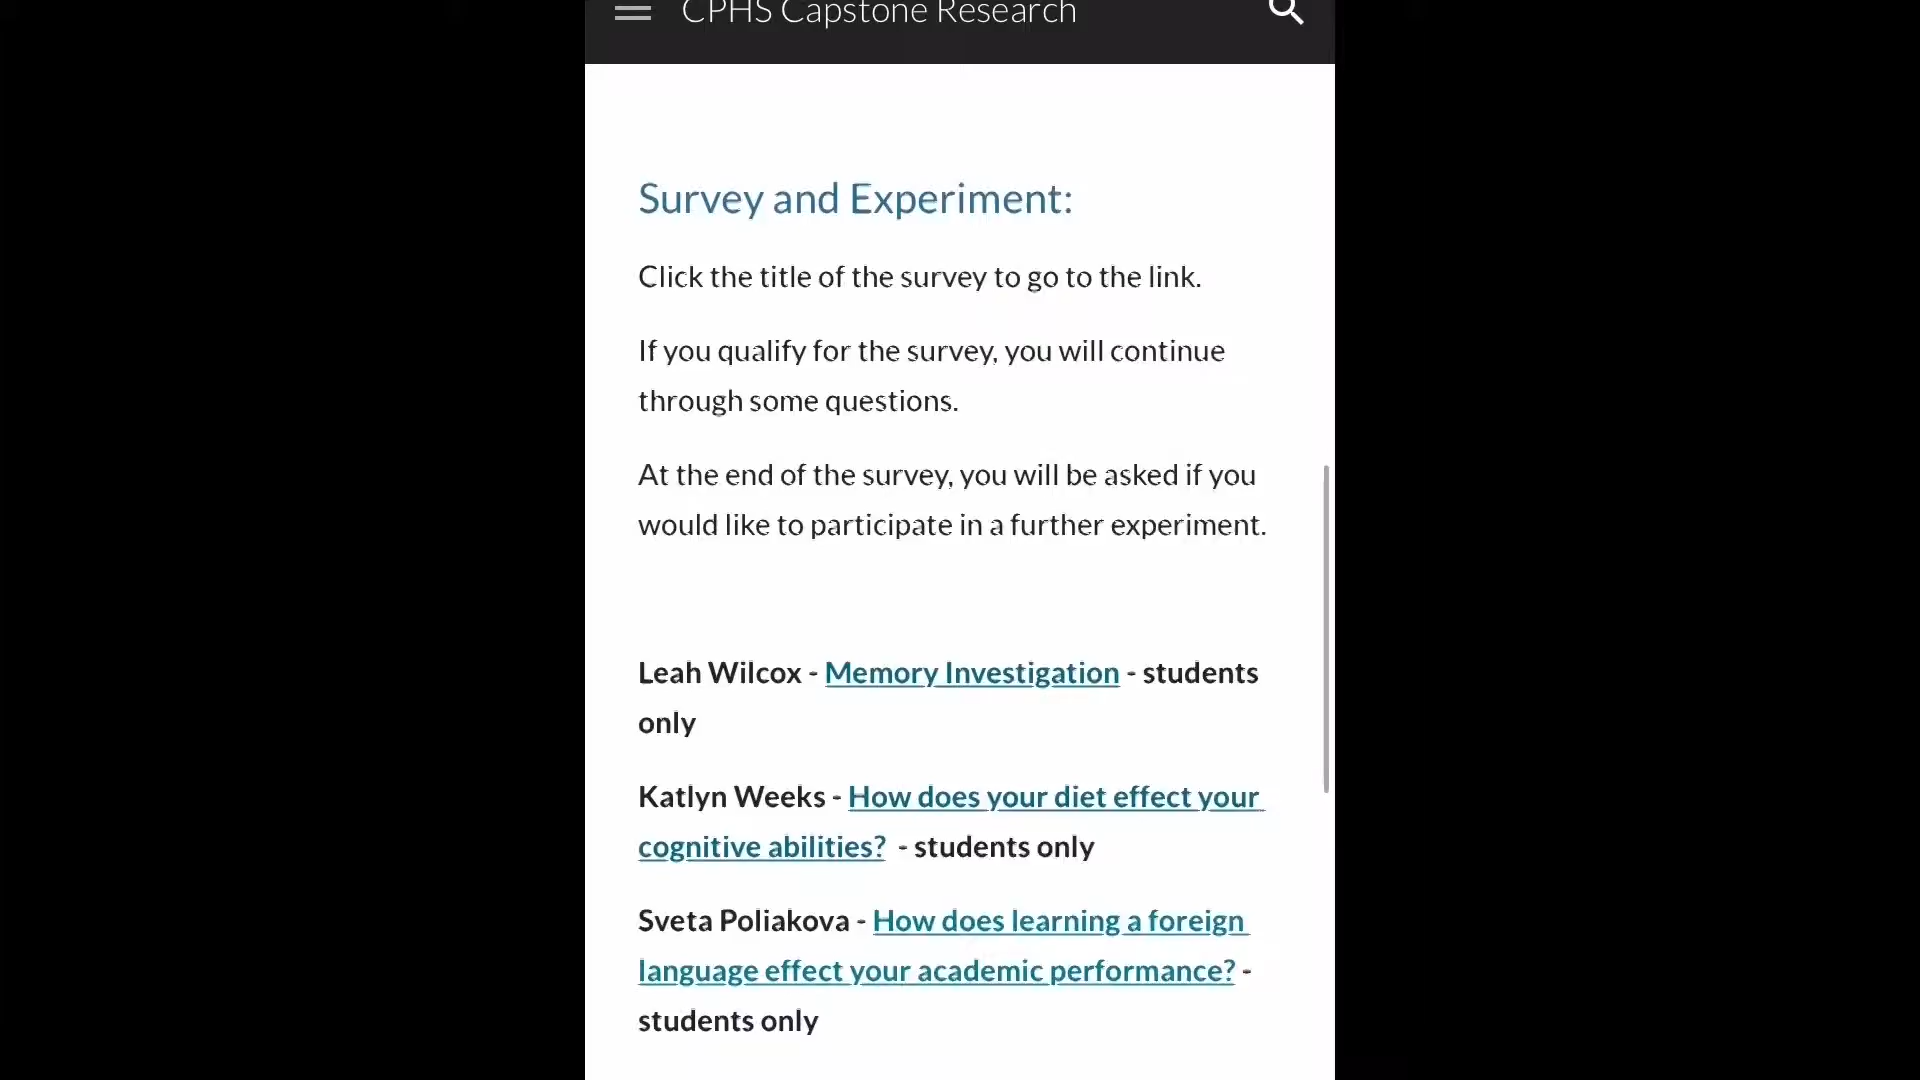 CPHS Capstone Research
Survey and Experiment:
Click the title of the survey to go to the link.
If you qualify for the survey, you will continue
through some questions.
At the end of the survey, you will be asked if you
would like to participate in a further experiment.
Leah Wilcox - Memory Investigation - students
only
Katlyn Weeks - How does your diet effect your
cognitive abilities? - students only
Sveta Poliakova - How does learning a foreign
language effect your academic performance? -
students only